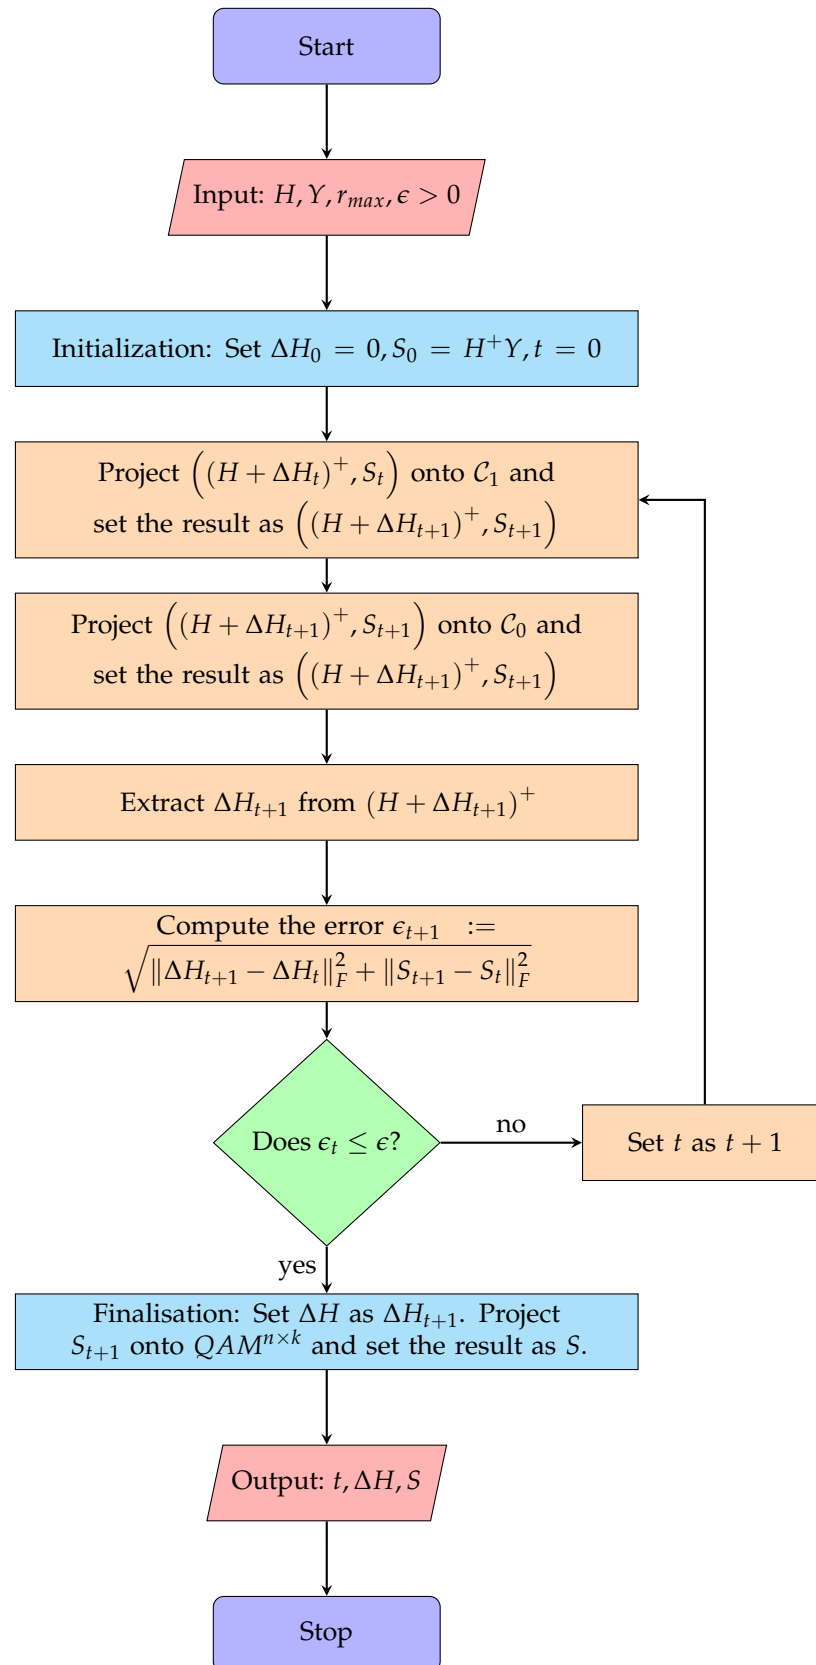 Start
Input: H, Y, r_{max}, ϵ > 0
Initialization: Set ΔH_0 = 0, S_0 = H^+Y, t = 0
Project ((H + ΔH_t)^+, S_t) onto 𝒞_1 and
set the result as ((H + ΔH_{t+1})^+, S_{t+1})
Project ((H + ΔH_{t+1})^+, S_{t+1}) onto 𝒞_0 and
set the result as ((H + ΔH_{t+1})^+, S_{t+1})
Extract ΔH_{t+1} from (H + ΔH_{t+1})^+
Compute the error ϵ_{t+1} :=
√(‖ΔH_{t+1} − ΔH_t‖_F^2 + ‖S_{t+1} − S_t‖_F^2)
Does ϵ_t ≤ ϵ?
no
Set t as t + 1
yes
Finalisation: Set ΔH as ΔH_{t+1}. Project
S_{t+1} onto QAM^{n×k} and set the result as S.
Output: t, ΔH, S
Stop